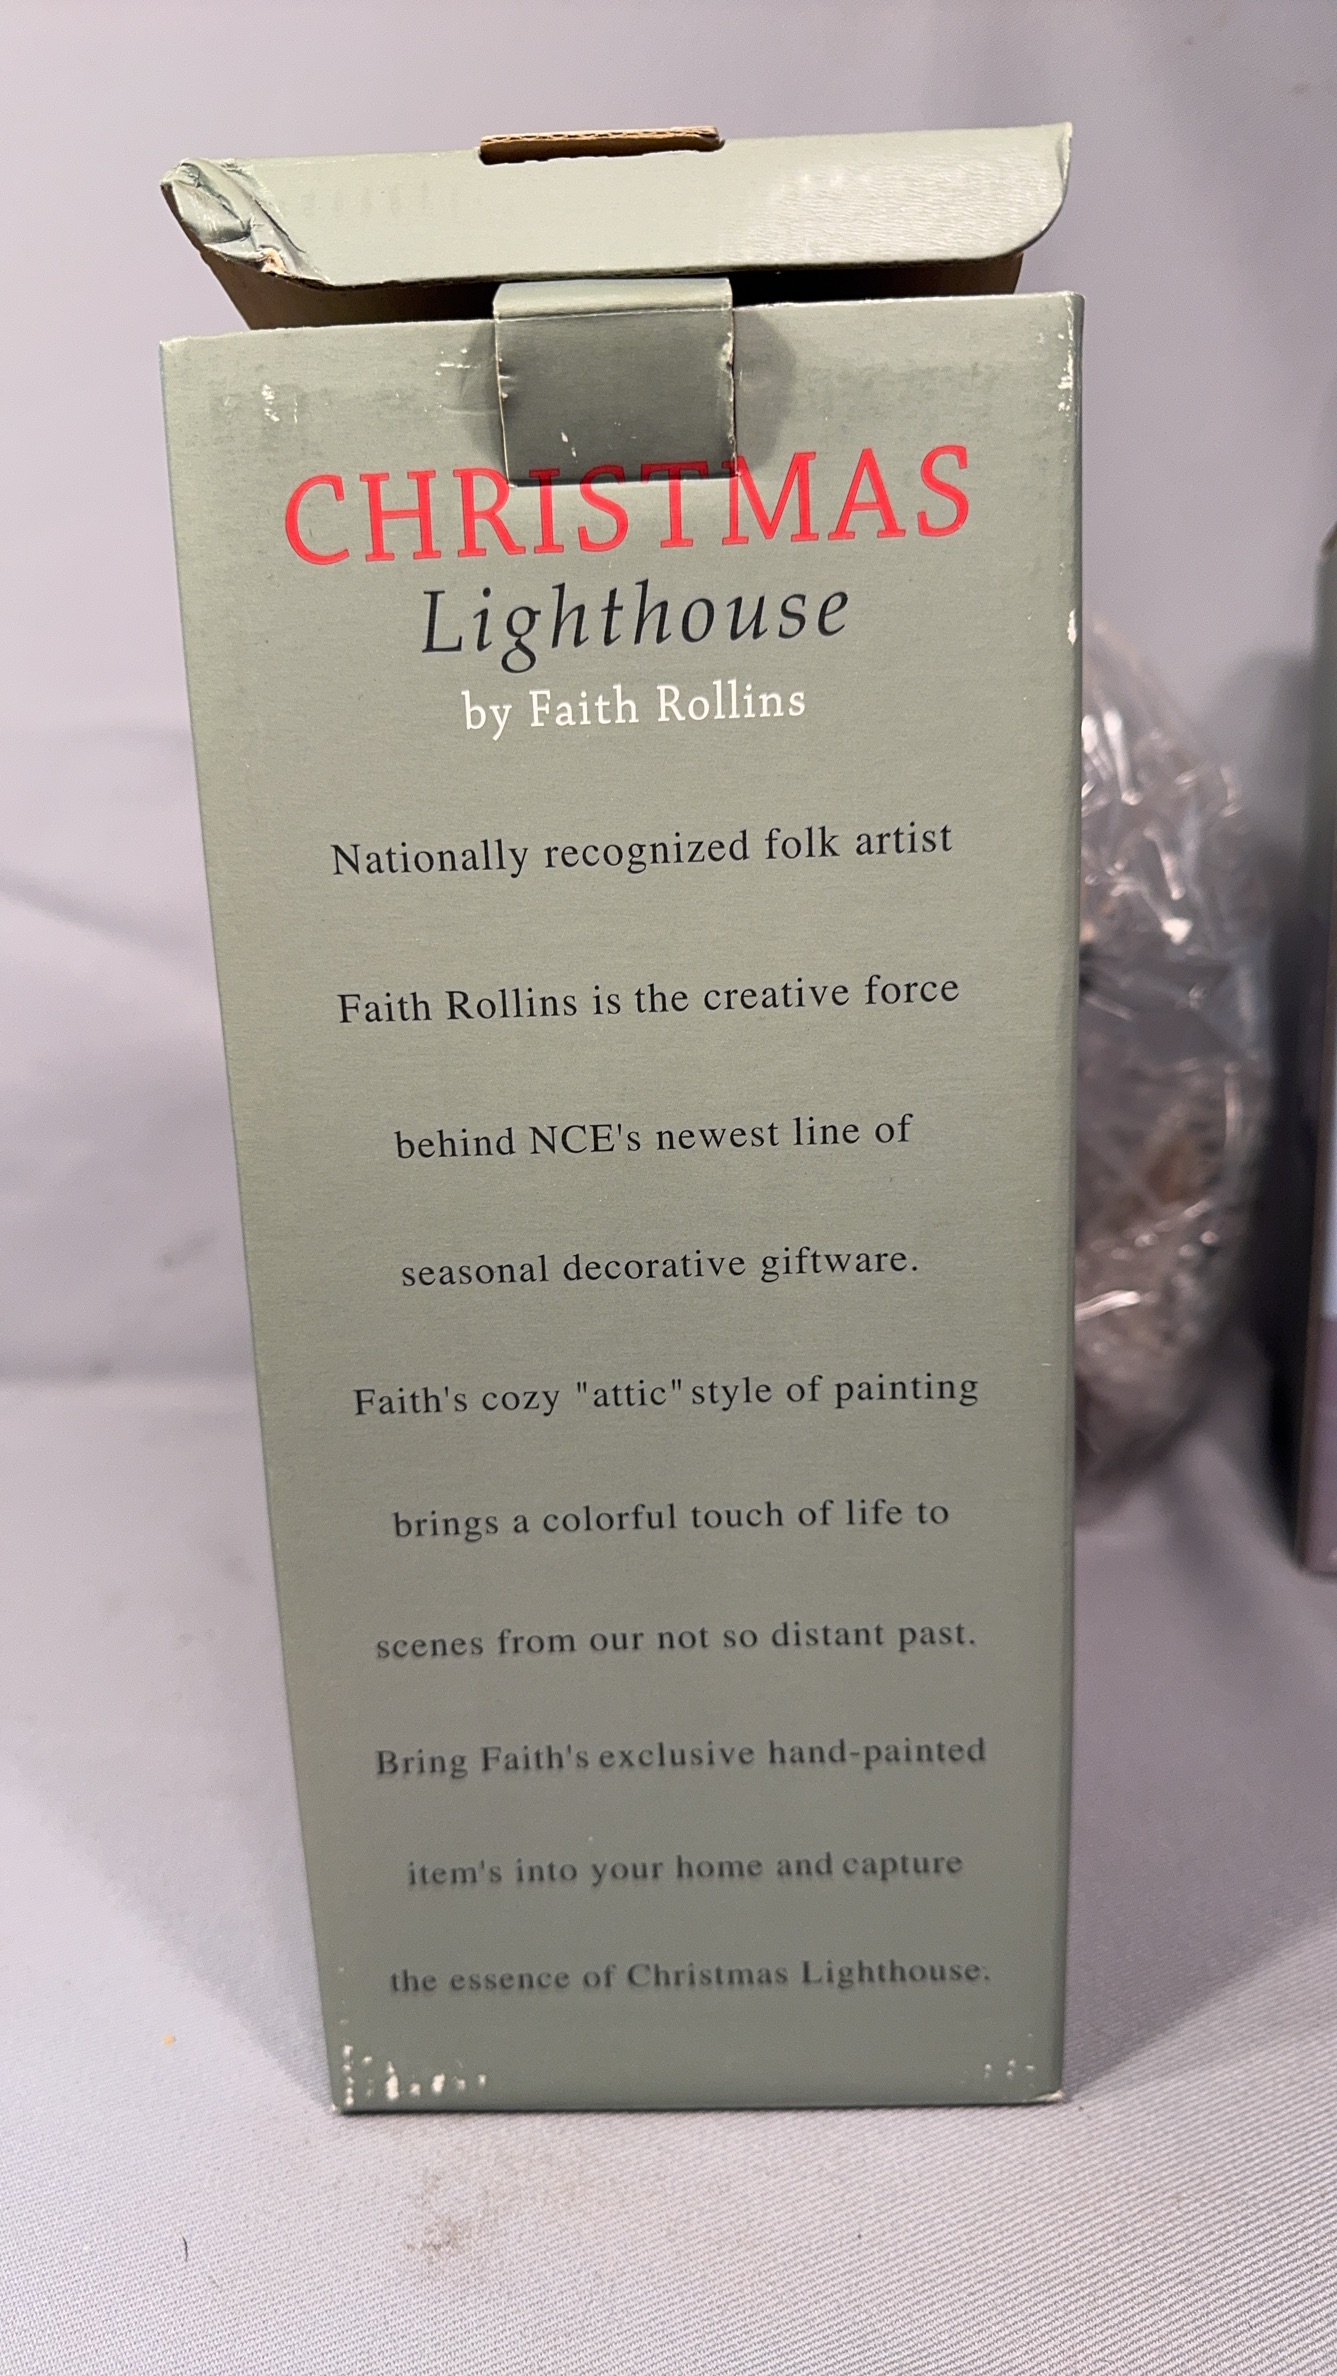 CHRISTMAS
Lighthouse
by Faith Rollins
Nationally recognized folk artist
Faith Rollins is the creative force
behind NCE's newest line of
seasonal decorative giftware.
Faith's cozy "attic" style of painting
brings a colorful touch of life to
scenes from our not so distant past.
Bring Faith's exclusive hand-painted
item's into your home and capture
the essence of Christmas Lighthouse.